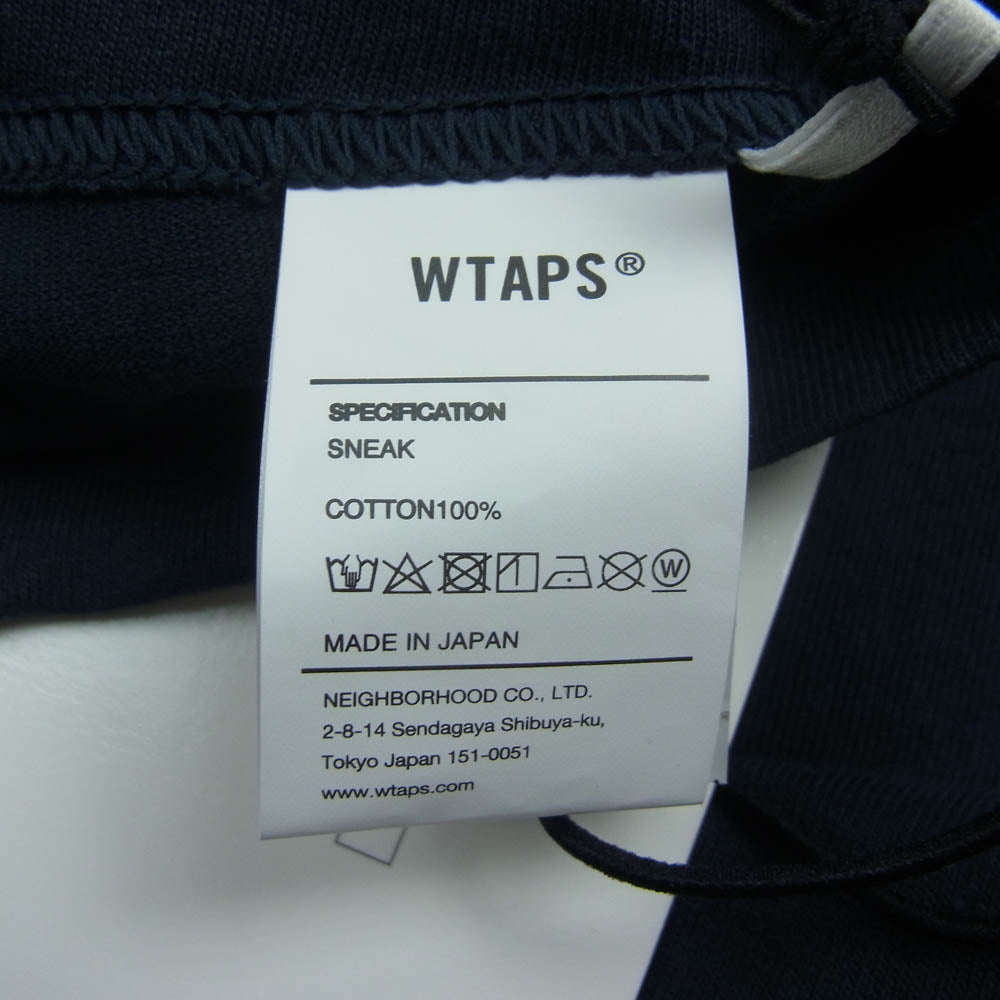 WTAPS®
SPECIFICATION
SNEAK
COTTON100%
W
MADE IN JAPAN
NEIGHBORHOOD CO., LTD.
2-8-14 Sendagaya Shibuya-ku,
Tokyo Japan 151-0051
www.wtaps.com